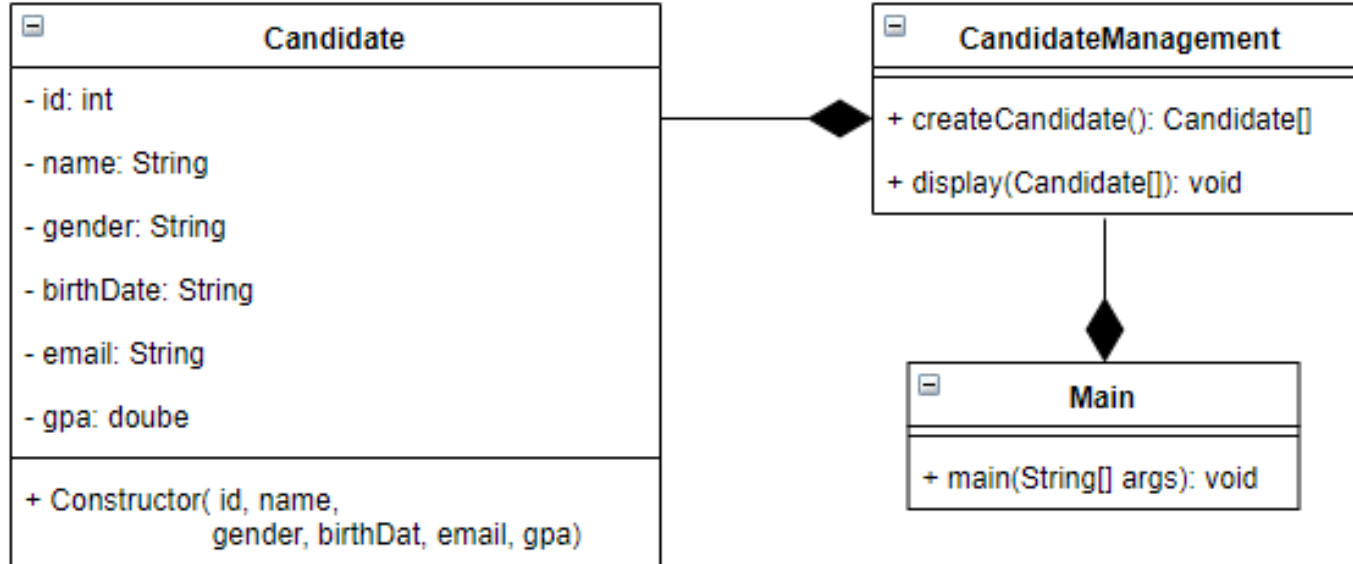 Candidate
- id: int
- name: String
- gender: String
- birthDate: String
- email: String
- gpa: doube
+ Constructor( id, name,
gender, birthDat, email, gpa)
CandidateManagement
+ createCandidate(): Candidate[]
+ display(Candidate[]): void
Main
+ main(String[] args): void